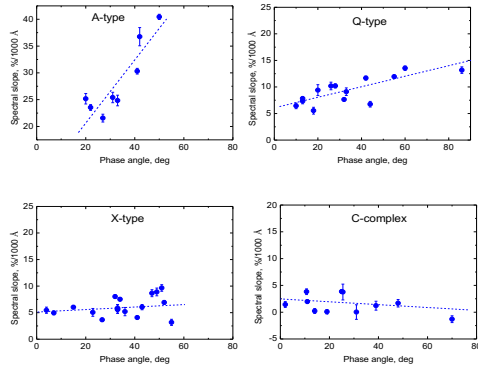 A-type
Spectral slope, %/1000 Å
40
35
30
25
20
0 20 40 60 80
Phase angle, deg
Q-type
Spectral slope, %/1000 Å
25
20
15
10
5
0
0 20 40 60 80
Phase angle, deg
X-type
Spectral slope, %/1000 Å
25
20
15
10
5
0
0 20 40 60 80
Phase angle, deg
C-complex
Spectral slope, %/1000 Å
20
15
10
5
0
-5
0 20 40 60 80
Phase angle, deg